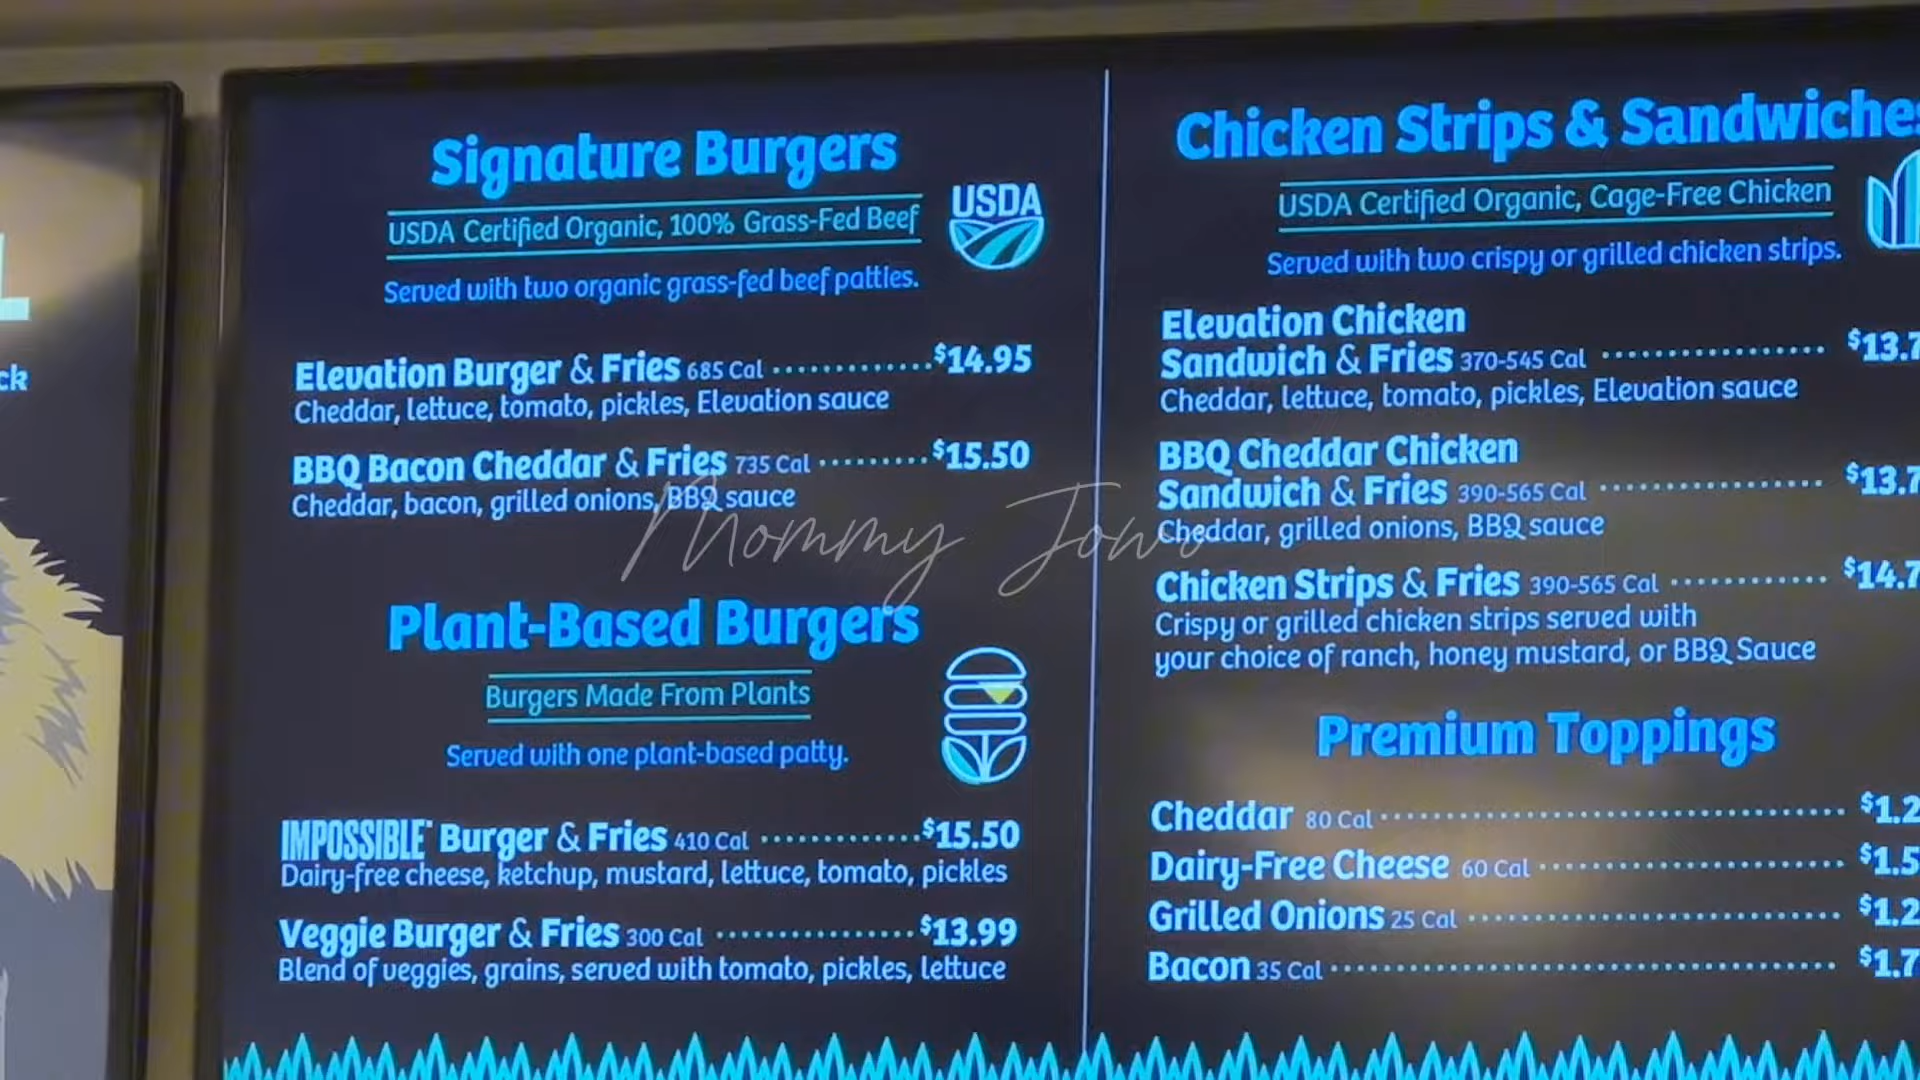 L
ck
Signature Burgers
USDA Certified Organic, 100% Grass-Fed Beef
USDA
Served with two organic grass-fed beef patties.
Elevation Burger & Fries 685 Cal $14.95
Cheddar, lettuce, tomato, pickles, Elevation sauce
BBQ Bacon Cheddar & Fries 735 Cal $15.50
Cheddar, bacon, grilled onions, BBQ sauce
Plant-Based Burgers
Burgers Made From Plants
Served with one plant-based patty.
IMPOSSIBLE Burger & Fries 410 Cal $15.50
Dairy-free cheese, ketchup, mustard, lettuce, tomato, pickles
Veggie Burger & Fries 300 Cal $13.99
Blend of veggies, grains, served with tomato, pickles, lettuce
Chicken Strips & Sandwiches
USDA Certified Organic, Cage-Free Chicken
Served with two crispy or grilled chicken strips.
Elevation Chicken
Sandwich & Fries 370-545 Cal $13.7
Cheddar, lettuce, tomato, pickles, Elevation sauce
BBQ Cheddar Chicken
Sandwich & Fries 390-565 Cal $13.7
Cheddar, grilled onions, BBQ sauce
Chicken Strips & Fries 390-565 Cal $14.7
Crispy or grilled chicken strips served with
your choice of ranch, honey mustard, or BBQ Sauce
Premium Toppings
Cheddar 80 Cal $1.2
Dairy-Free Cheese 60 Cal $1.5
Grilled Onions 25 Cal $1.2
Bacon 35 Cal $1.7
Mommy